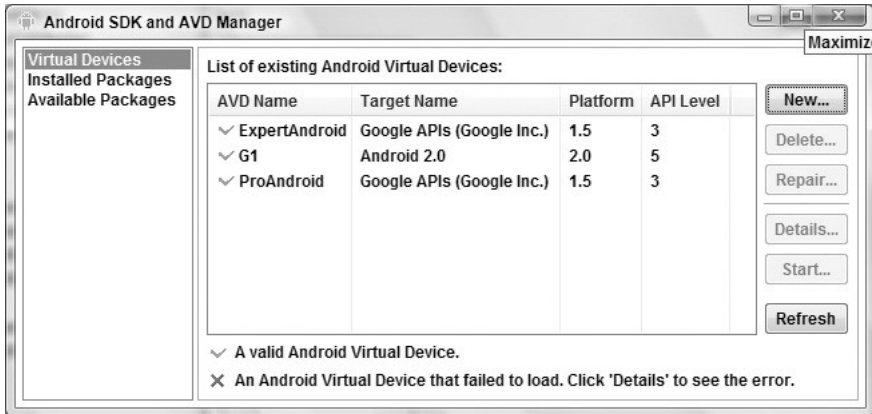 Android SDK and AVD Manager
Maximize
Virtual Devices
Installed Packages
Available Packages
List of existing Android Virtual Devices:
AVD Name Target Name Platform API Level
ExpertAndroid Google APIs (Google Inc.) 1.5 3
G1 Android 2.0 2.0 5
ProAndroid Google APIs (Google Inc.) 1.5 3
New...
Delete...
Repair...
Details...
Start...
Refresh
A valid Android Virtual Device.
An Android Virtual Device that failed to load. Click 'Details' to see the error.